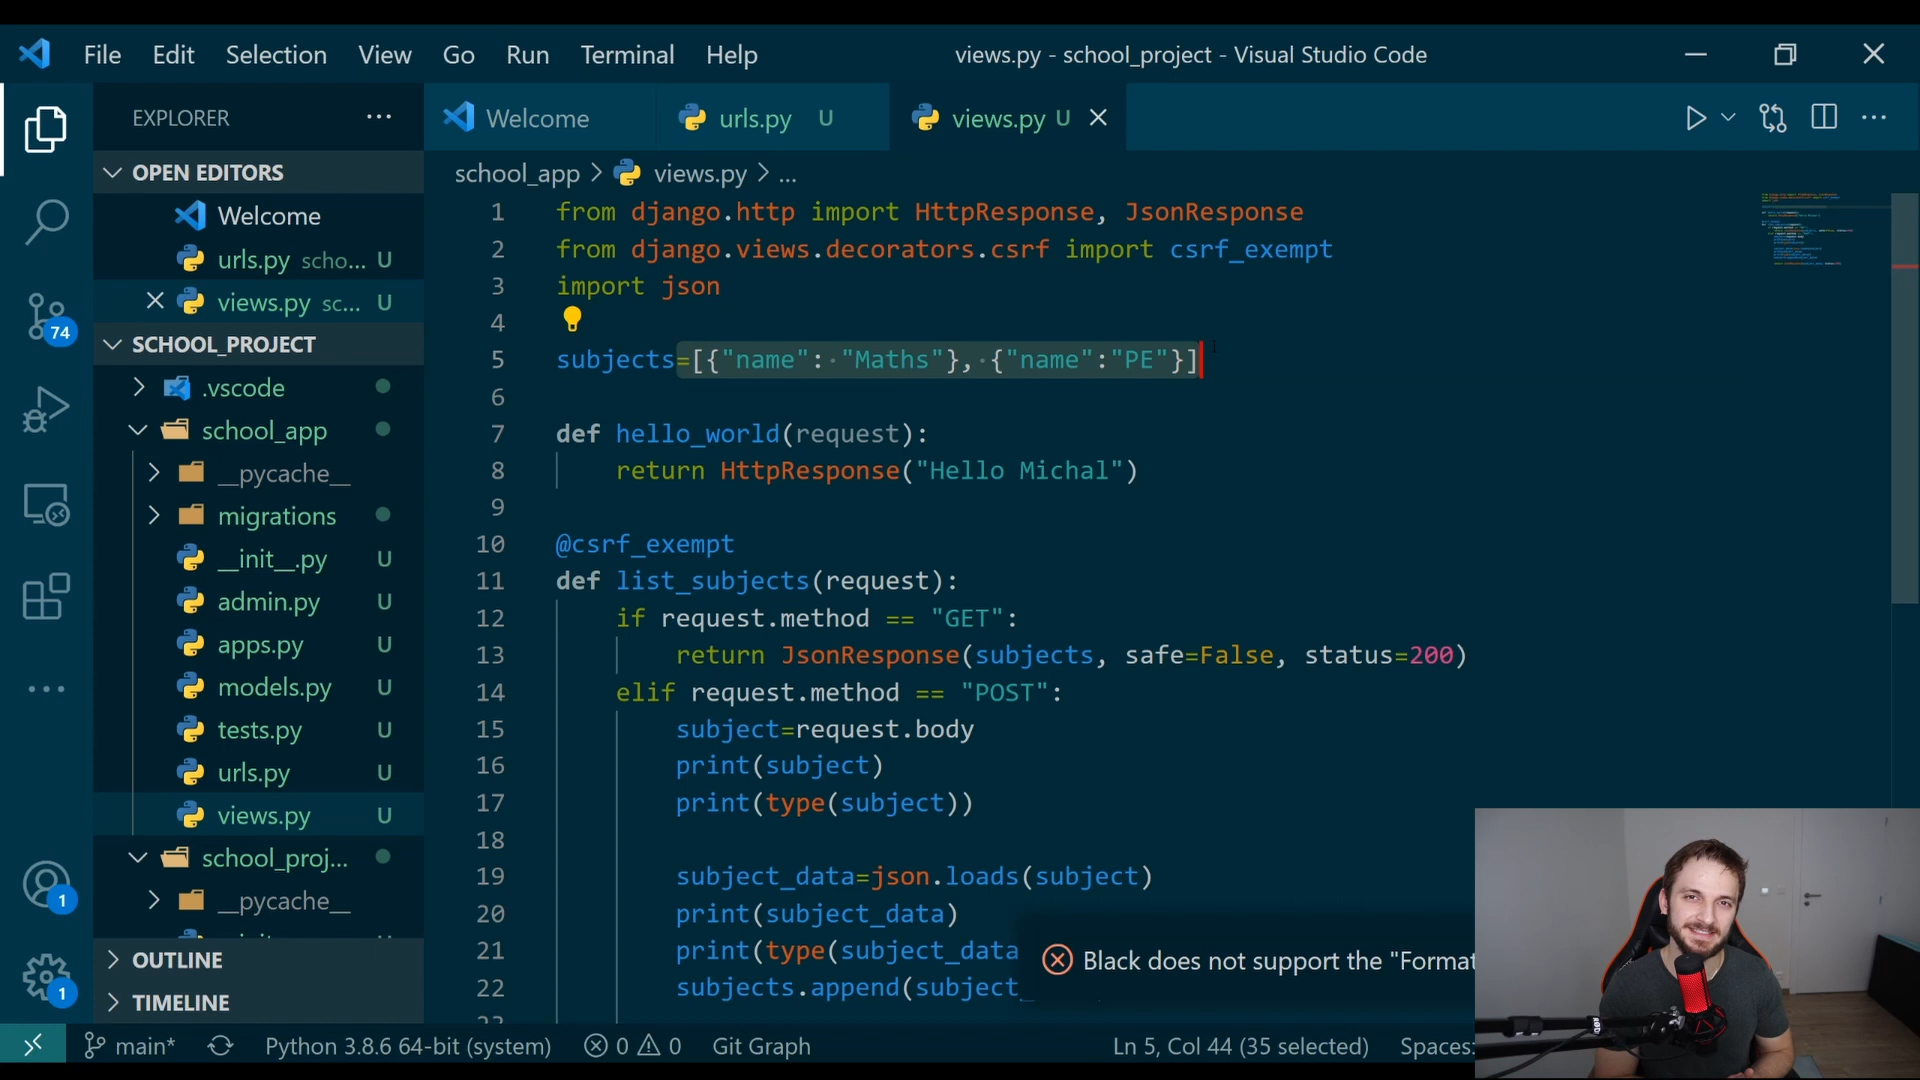 File Edit Selection View Go Run Terminal Help
views.py - school_project - Visual Studio Code
EXPLORER
OPEN EDITORS
Welcome
urls.py scho... U
views.py sc... U
SCHOOL_PROJECT
.vscode
school_app
__pycache__
migrations
__init__.py U
admin.py U
apps.py U
models.py U
tests.py U
urls.py U
views.py U
school_proj...
__pycache__
OUTLINE
TIMELINE
74
1
1
Welcome urls.py U views.py U
school_app > views.py > ...
1 from django.http import HttpResponse, JsonResponse
2 from django.views.decorators.csrf import csrf_exempt
3 import json
4
5 subjects=[{"name": "Maths"}, {"name":"PE"}]
6
7 def hello_world(request):
8 return HttpResponse("Hello Michal")
9
10 @csrf_exempt
11 def list_subjects(request):
12 if request.method == "GET":
13 return JsonResponse(subjects, safe=False, status=200)
14 elif request.method == "POST":
15 subject=request.body
16 print(subject)
17 print(type(subject))
18
19 subject_data=json.loads(subject)
20 print(subject_data)
21 print(type(subject_data
22 subjects.append(subject_
Black does not support the "Format
main* Python 3.8.6 64-bit (system) 0 0 Git Graph Ln 5, Col 44 (35 selected) Spaces: